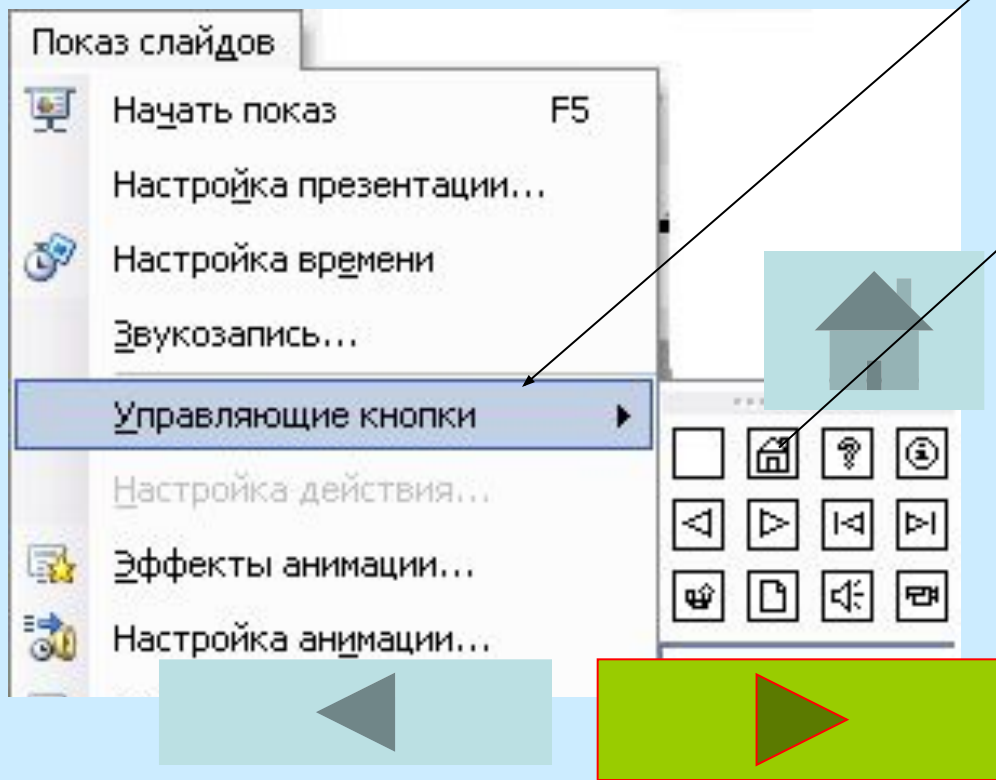 Показ слайдов
Начать показ F5
Настройка презентации...
Настройка времени
Звукозапись...
Управляющие кнопки
Настройка действия...
Эффекты анимации...
Настройка анимации...